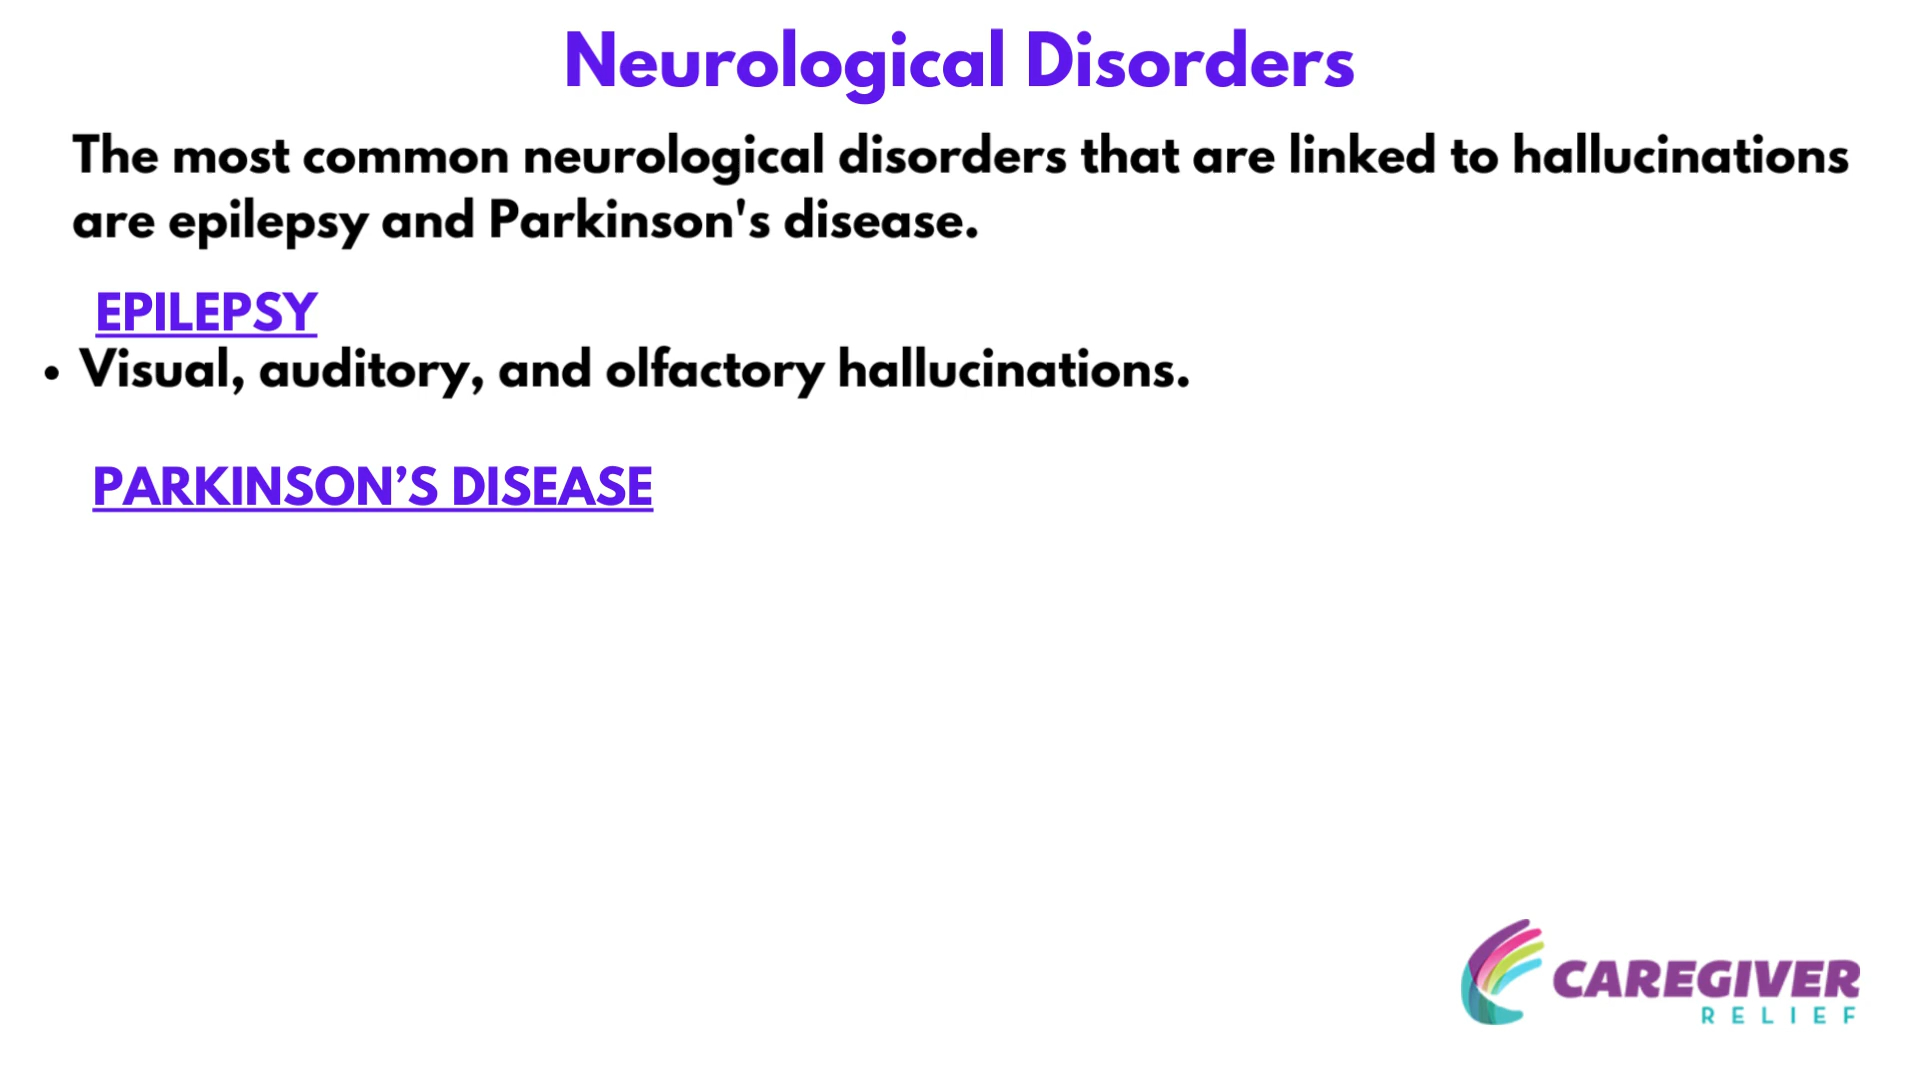 Neurological Disorders
The most common neurological disorders that are linked to hallucinations
are epilepsy and Parkinson's disease.
EPILEPSY
• Visual, auditory, and olfactory hallucinations.
PARKINSON’S DISEASE
CAREGIVER
RELIEF